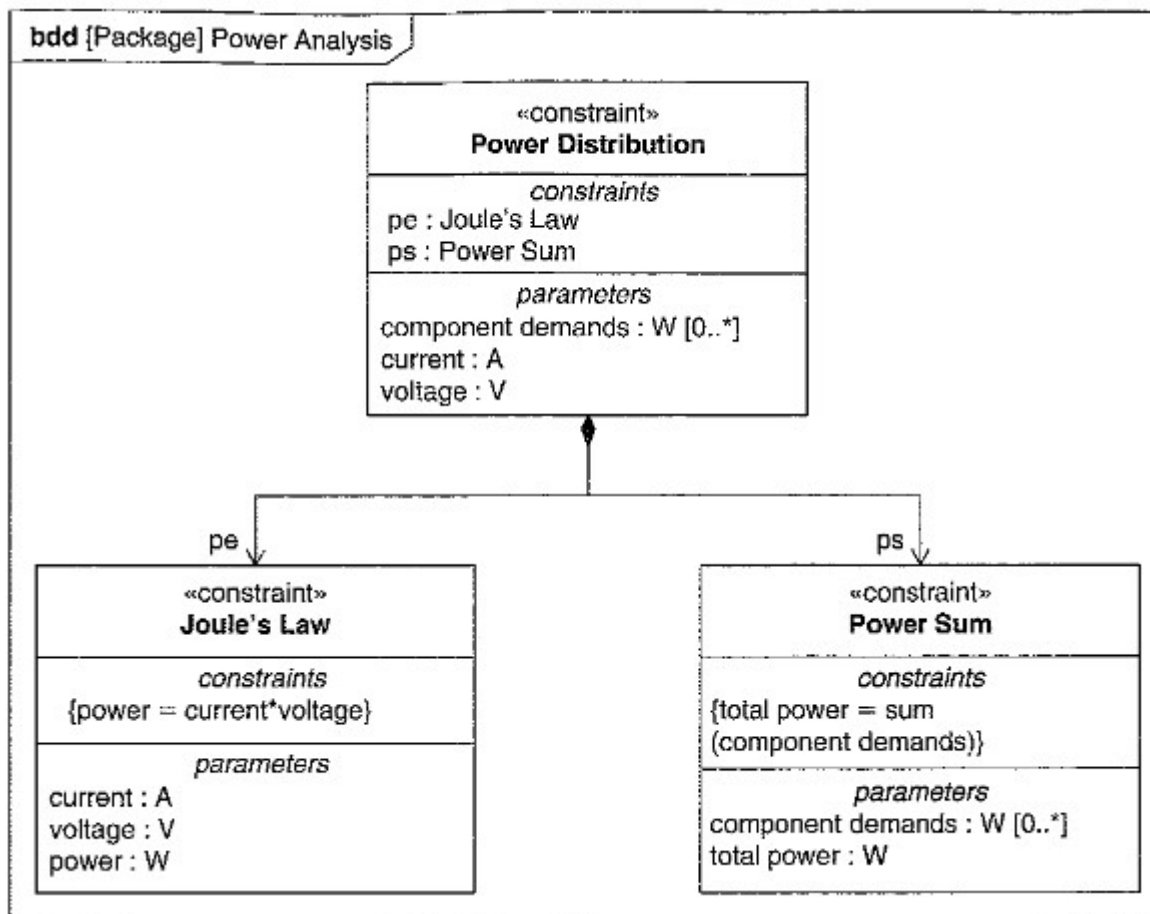 bdd {Package] Power Analysis
«constraint»
Power Distribution
constraints
pe : Joule's Law
ps : Power Sum
parameters
component demands : W [0..*]
current : A
voltage : V
pe
ps
«constraint»
Joule's Law
constraints
{power = current*voltage}
parameters
current : A
voltage : V
power : W
«constraint»
Power Sum
constraints
{total power = sum
(component demands)}
parameters
component demands : W [0..*]
total power : W